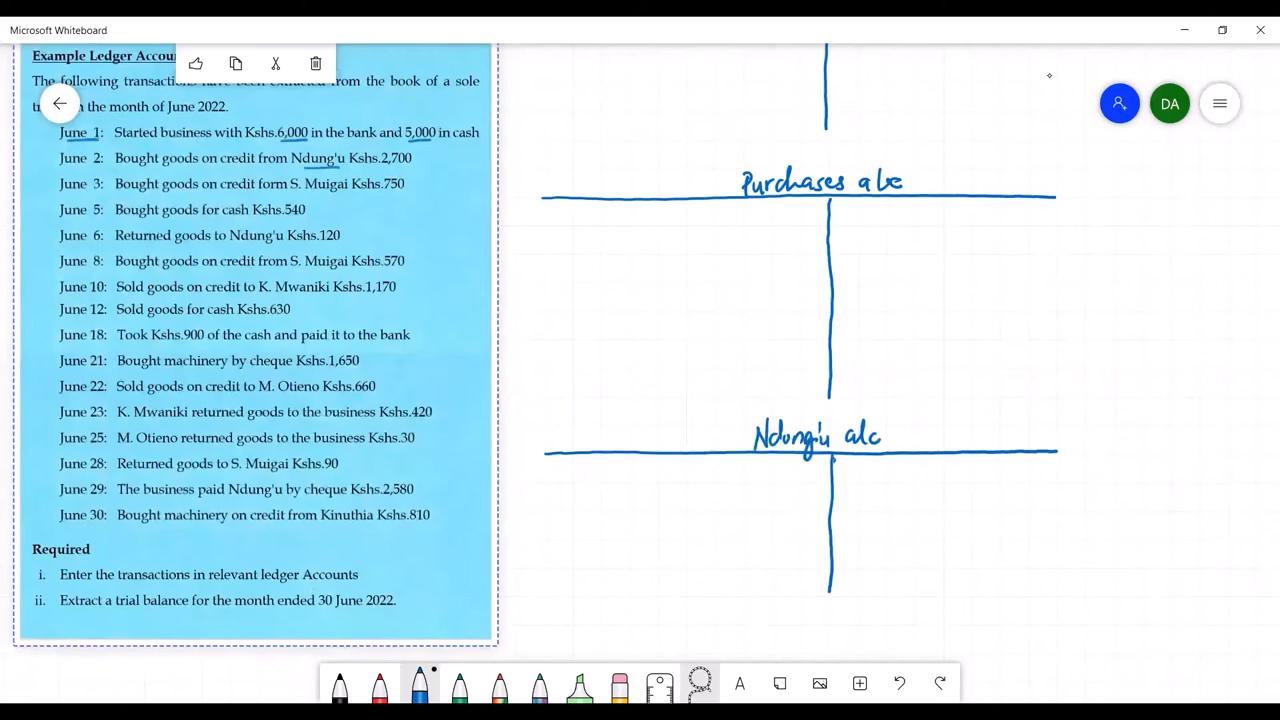 Microsoft Whiteboard
Example Ledger
The following have been extracted from the book of a sole
the month of June 2022.
June 1: Started business with Kshs.6,000 in the bank and 5,000 in cash
June 2: Bought goods on credit from Ndung'u Kshs.2,700
June 3: Bought goods on credit form S. Muigai Kshs.750
June 5: Bought goods for cash Kshs.540
June 6: Returned goods to Ndung'u Kshs.120
June 8: Bought goods on credit from S. Muigai Kshs.570
June 10: Sold goods on credit to K. Mwaniki Kshs.1,170
June 12: Sold goods for cash Kshs.630
June 18: Took Kshs.900 of the cash and paid it to the bank
June 21: Bought machinery by cheque Kshs.1,650
June 22: Sold goods on credit to M. Otieno Kshs.660
June 23: K. Mwaniki returned goods to the business Kshs.420
June 25: M. Otieno returned goods to the business Kshs.30
June 28: Returned goods to S. Muigai Kshs.90
June 29: The business paid Ndung'u by cheque Kshs.2,580
June 30: Bought machinery on credit from Kinuthia Kshs.810
Required
i. Enter the transactions in relevant ledger Accounts
ii. Extract a trial balance for the month ended 30 June 2022.
Purchases a/c
Ndung'u a/c
DA
A